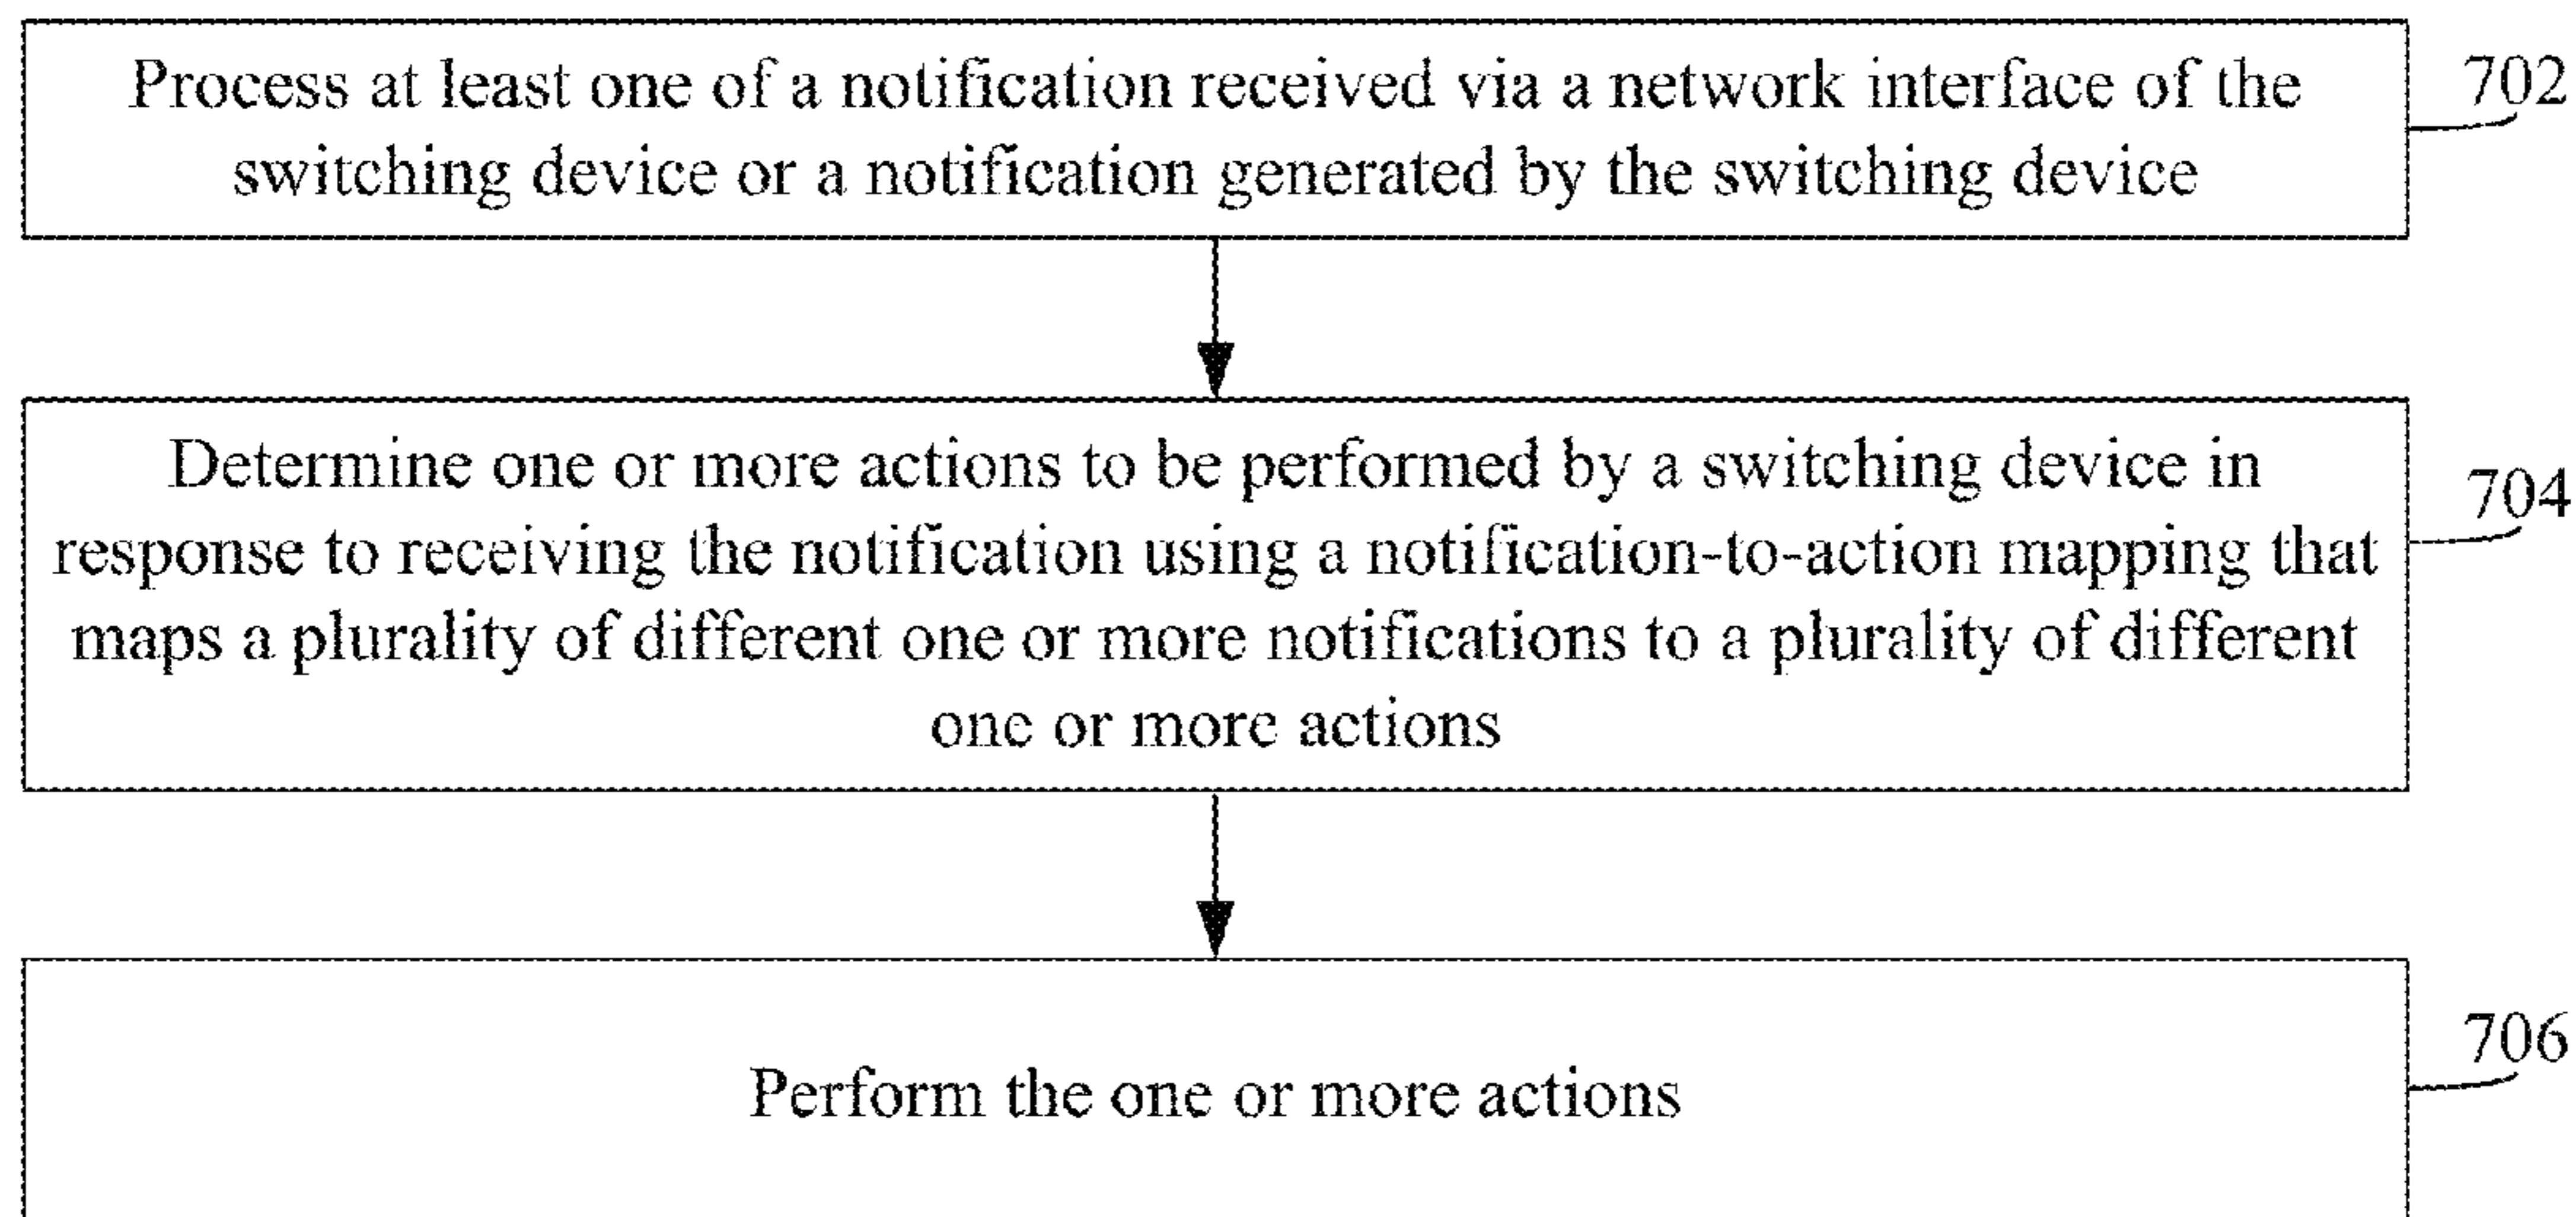 Process at least one of a notification received via a network interface of the
switching device or a notification generated by the switching device
702
Determine one or more actions to be performed by a switching device in
response to receiving the notification using a notification-to-action mapping that
maps a plurality of different one or more notifications to a plurality of different
one or more actions
704
Perform the one or more actions
706